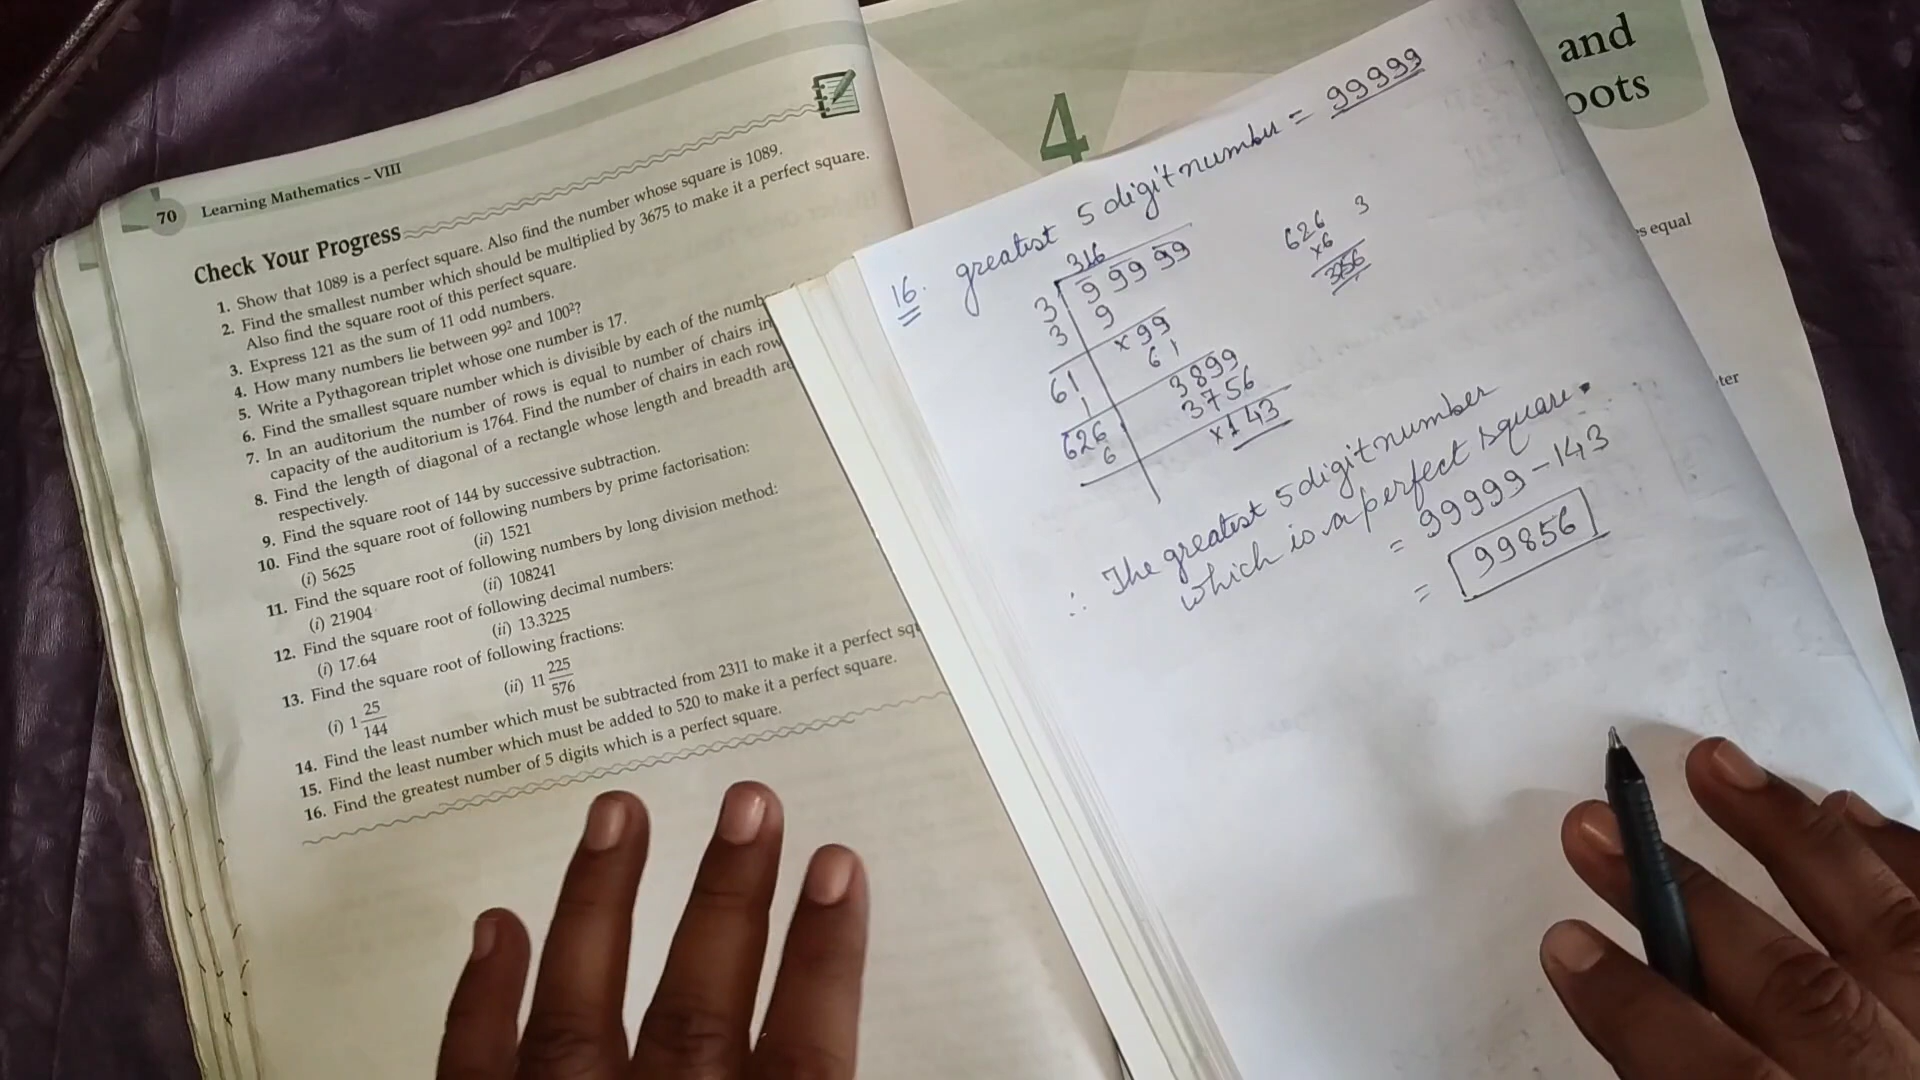 70 Learning Mathematics – VIII
Check Your Progress
1. Show that 1089 is a perfect square. Also find the number whose square is 1089.
2. Find the smallest number which should be multiplied by 3675 to make it a perfect square.
Also find the square root of this perfect square.
3. Express 121 as the sum of 11 odd numbers.
4. How many numbers lie between 99² and 100²?
5. Write a Pythagorean triplet whose one number is 17.
6. Find the smallest square number which is divisible by each of the
7. In an auditorium the number of rows is equal to number of chairs in
capacity of the auditorium is 1764. Find the number of chairs in each row
8. Find the length of diagonal of a rectangle whose length and breadth are
respectively.
9. Find the square root of 144 by successive subtraction.
10. Find the square root of following numbers by prime factorisation:
(i) 5625 (ii) 1521
11. Find the square root of following numbers by long division method:
(i) 21904 (ii) 108241
12. Find the square root of following decimal numbers:
(i) 17.64 (ii) 13.3225
13. Find the square root of following fractions:
(i) 1 25/144 (ii) 11 225/576
14. Find the least number which must be subtracted from 2311 to make it a perfect
15. Find the least number which must be added to 520 to make it a perfect square.
16. Find the greatest number of 5 digits which is a perfect square.
4
and
oots
equal
ter
16. greatest 5 digit number = 99999
316
3 9 99 99
3 9
61 × 99
1 61
626 3899
6 3756
×143
626 3
×6
3756
∴ The greatest 5 digit number
which is a perfect square.
= 99999 – 143
= 99856